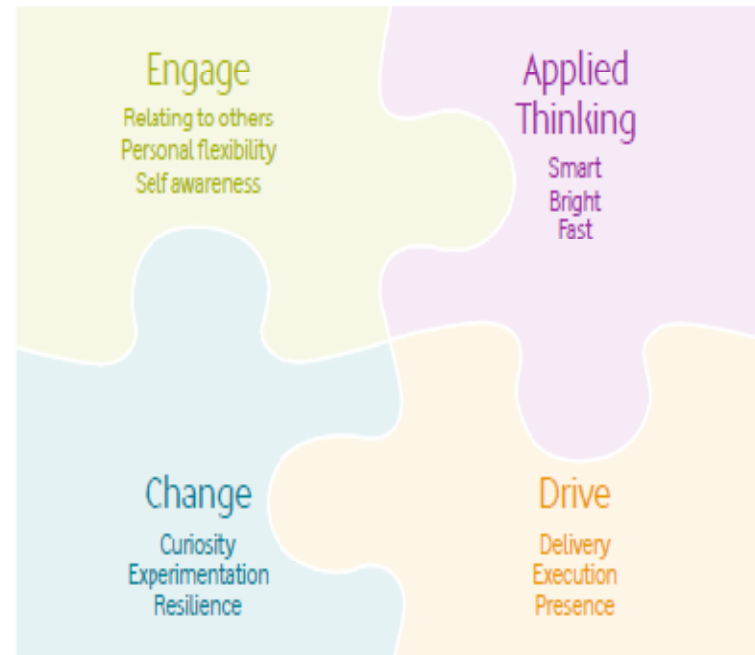 Engage
Relating to others
Personal flexibility
Self awareness
Applied
Thinking
Smart
Bright
Fast
Change
Curiosity
Experimentation
Resilience
Drive
Delivery
Execution
Presence